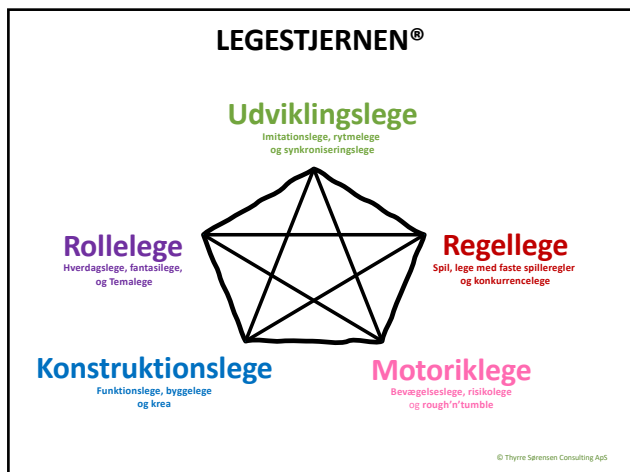 LEGESTJERNEN®
Udviklingslege
Imitationslege, rytmelege
og synkroniseringslege
Rollelege
Hverdagslege, fantasilege,
og Temalege
Regellege
Spil, lege med faste spilleregler
og konkurrencelege
Konstruktionslege
Funktionslege, byggelege
og krea
Motoriklege
Bevægelseslege, risikolege
og rough'n'tumble
© Thyrre Sørensen Consulting ApS